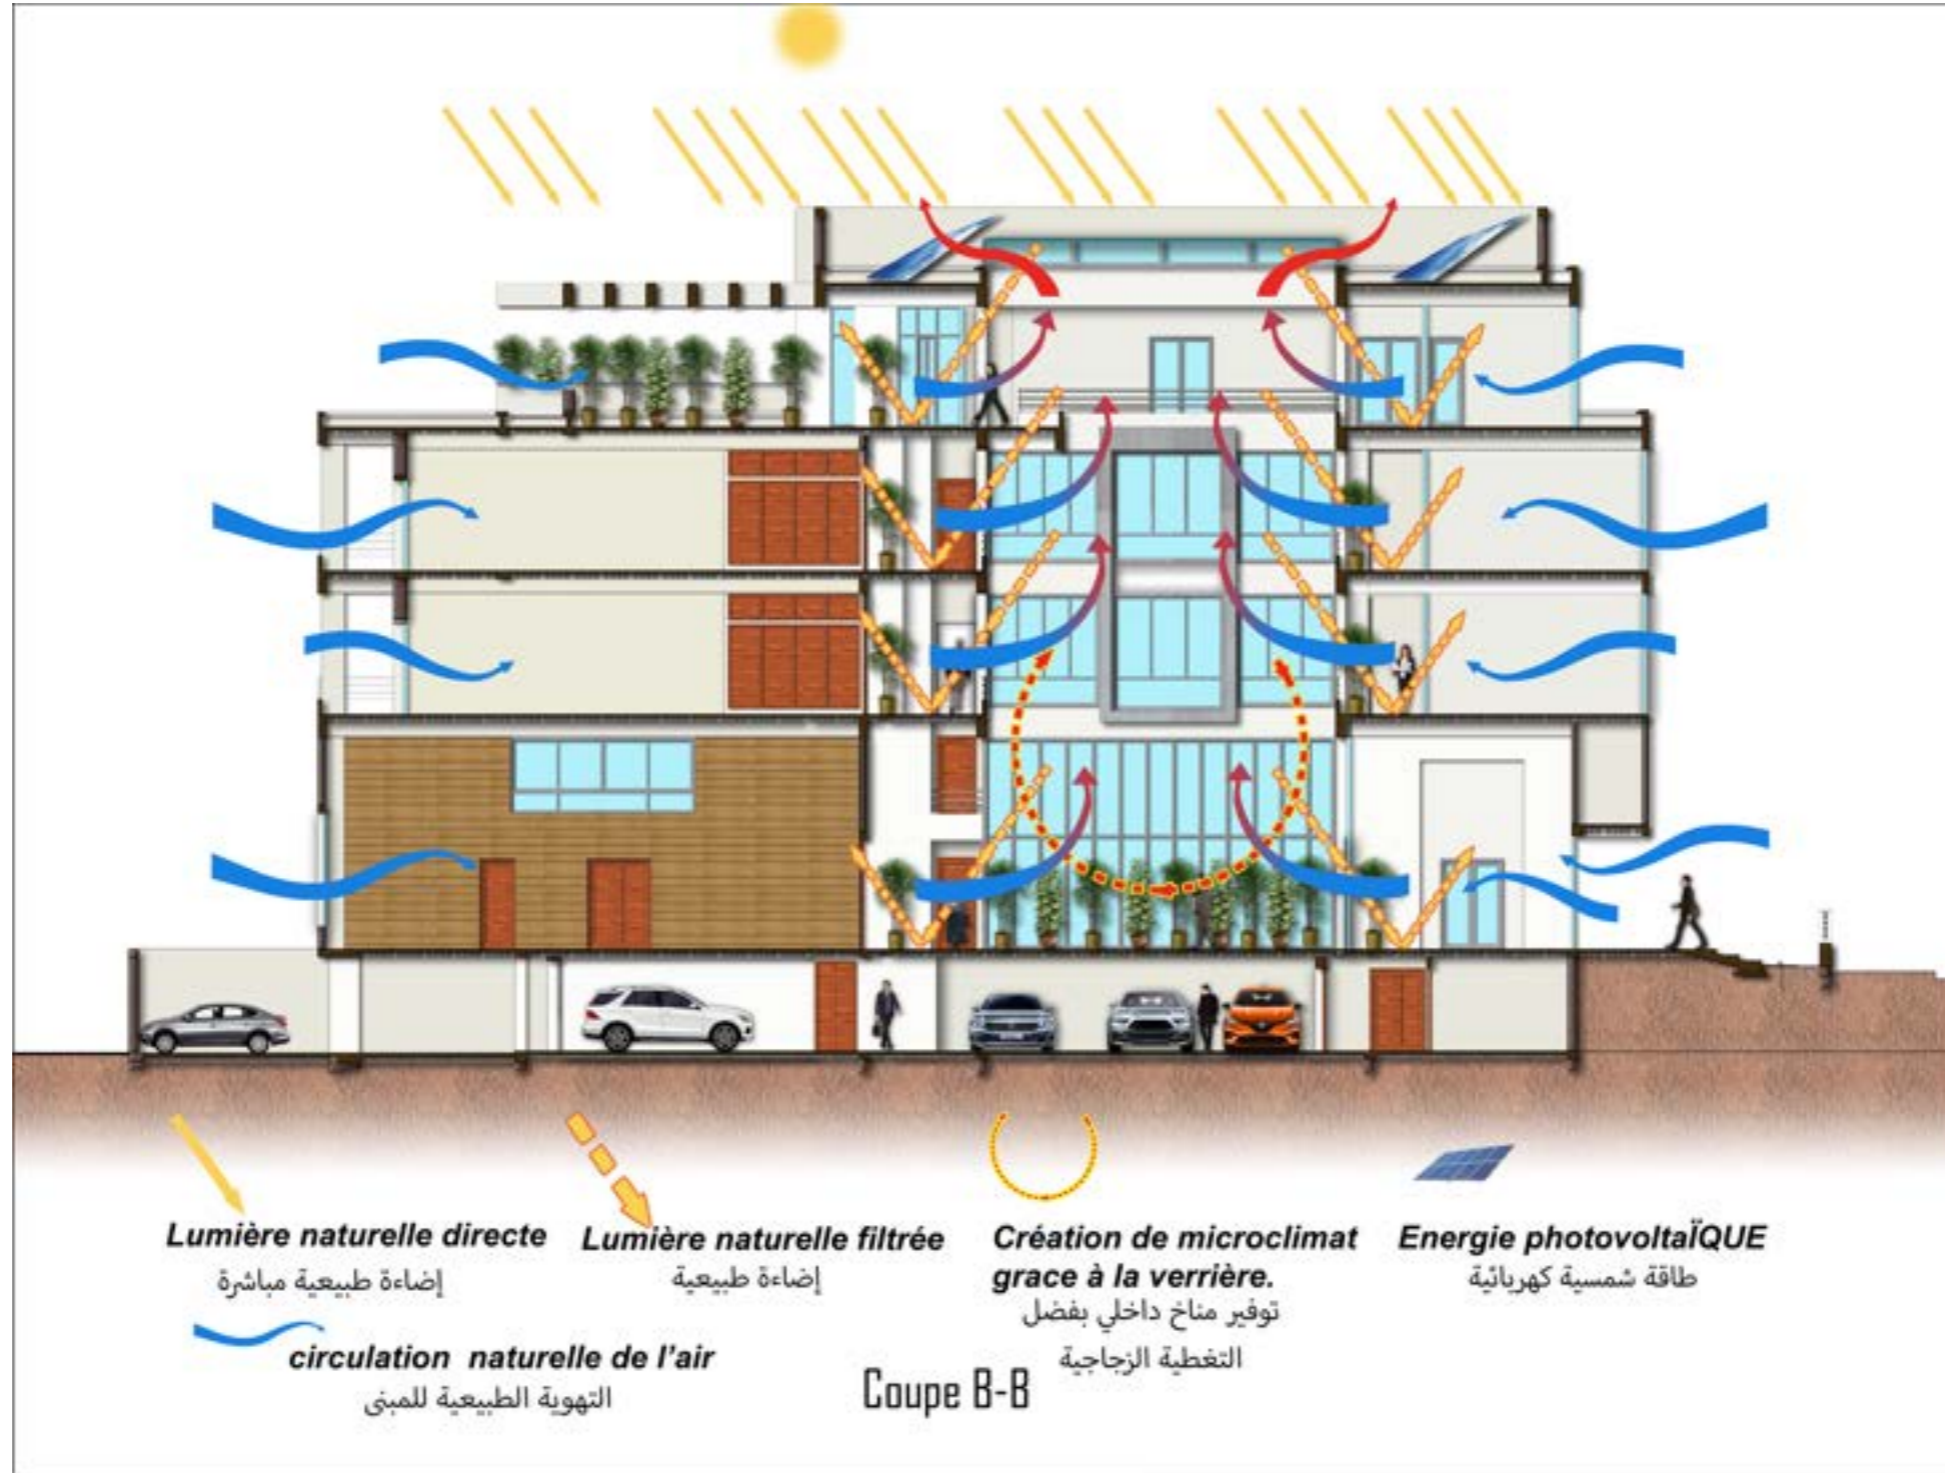 Lumière naturelle directe
إضاءة طبيعية مباشرة
Lumière naturelle filtrée
إضاءة طبيعية
Création de microclimat
grace à la verrière.
توفير مناخ داخلي بفضل
التغطية الزجاجية
Energie photovoltaÏQUE
طاقة شمسية كهربائية
circulation naturelle de l'air
التهوية الطبيعية للمبنى
Coupe B-B